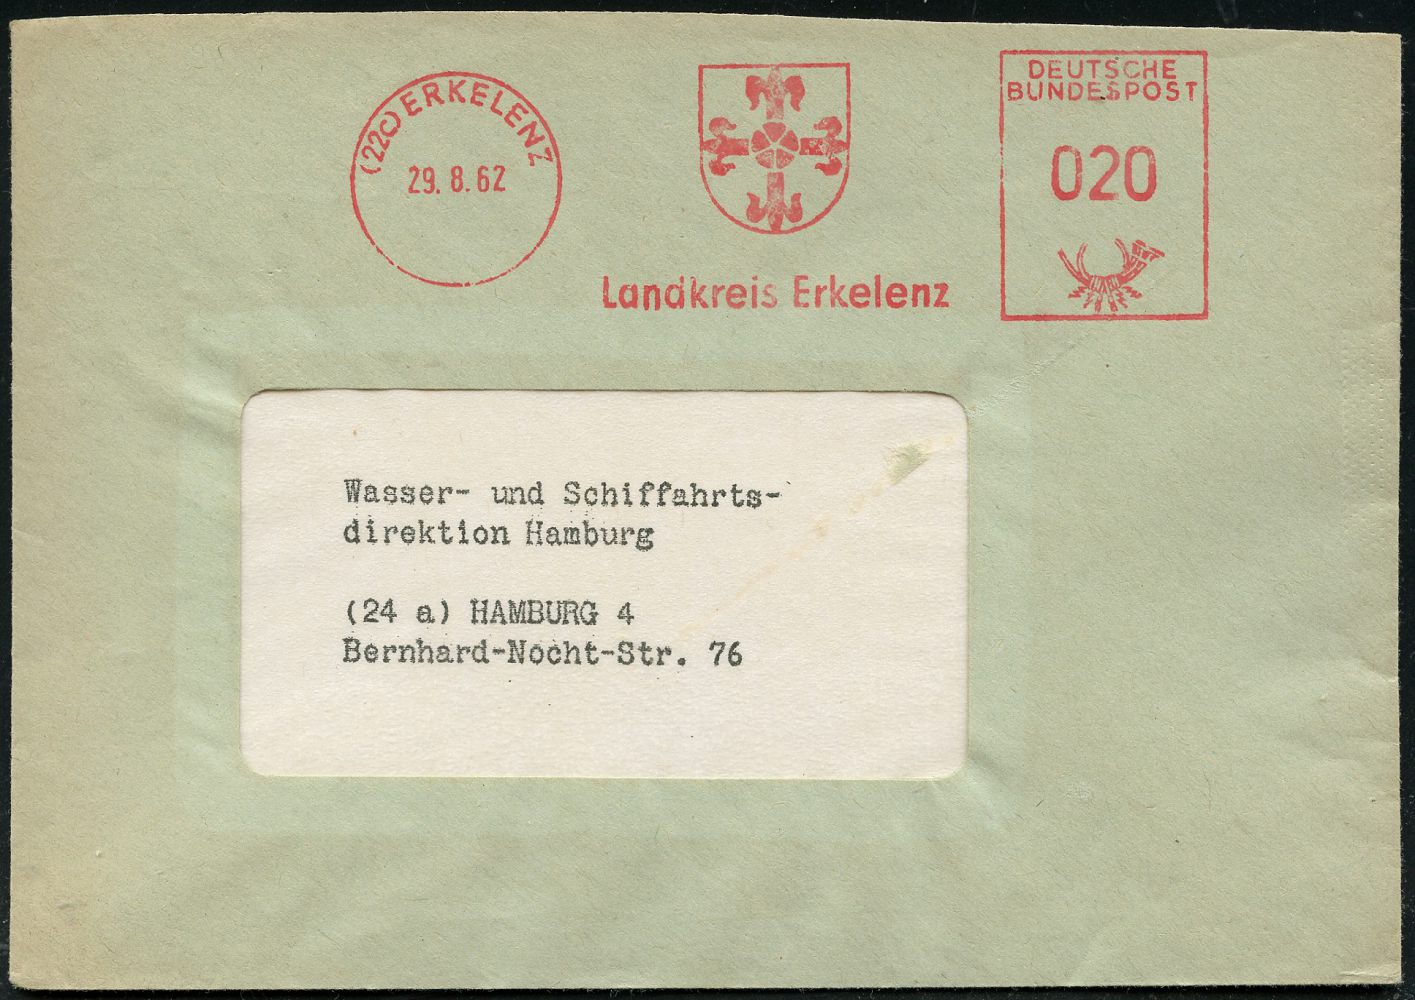 (22c) ERKELENZ
29. 8. 62
Landkreis Erkelenz
DEUTSCHE
BUNDESPOST
020
Wasser- und Schiffahrts-
direktion Hamburg
(24 a) HAMBURG 4
Bernhard-Nocht-Str. 76